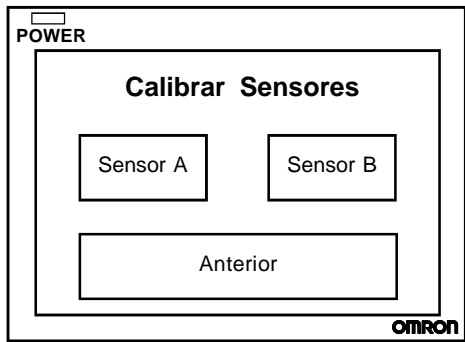 POWER
Calibrar Sensores
Sensor A
Sensor B
Anterior
OMRON